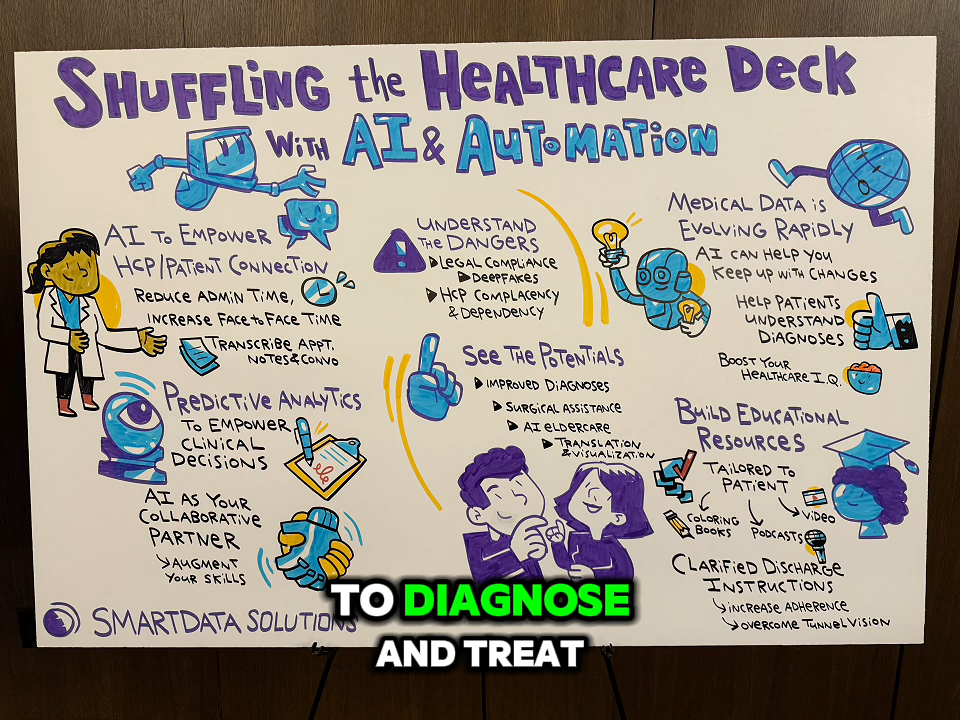 SHUFFLING the HEALTHCARE DECK
WITH AI & AUTOMATION
AI TO EMPOWER
HCP/PATIENT CONNECTION
REDUCE ADMIN TIME,
INCREASE FACE TO FACE TIME
TRANSCRIBE APPT.
NOTES & CONVO
PREDICTIVE ANALYTICS
TO EMPOWER
CLINICAL
DECISIONS
AI AS YOUR
COLLABORATIVE
PARTNER
AUGMENT
YOUR SKILLS
SMARTDATA SOLUTIONS
UNDERSTAND
THE DANGERS
LEGAL COMPLIANCE
DEEPFAKES
HCP COMPLACENCY
& DEPENDENCY
SEE THE POTENTIALS
IMPROVED DIAGNOSES
SURGICAL ASSISTANCE
AI ELDERCARE
TRANSLATION
& VISUALIZATION
MEDICAL DATA IS
EVOLVING RAPIDLY
AI CAN HELP YOU
KEEP UP WITH CHANGES
HELP PATIENTS
UNDERSTAND
DIAGNOSES
BOOST YOUR
HEALTHCARE I.Q.
BUILD EDUCATIONAL
RESOURCES
TAILORED TO
PATIENT
COLORING
BOOKS
PODCASTS
VIDEO
CLARIFIED DISCHARGE
INSTRUCTIONS
INCREASE ADHERENCE
OVERCOME TUNNEL VISION
TO DIAGNOSE
AND TREAT